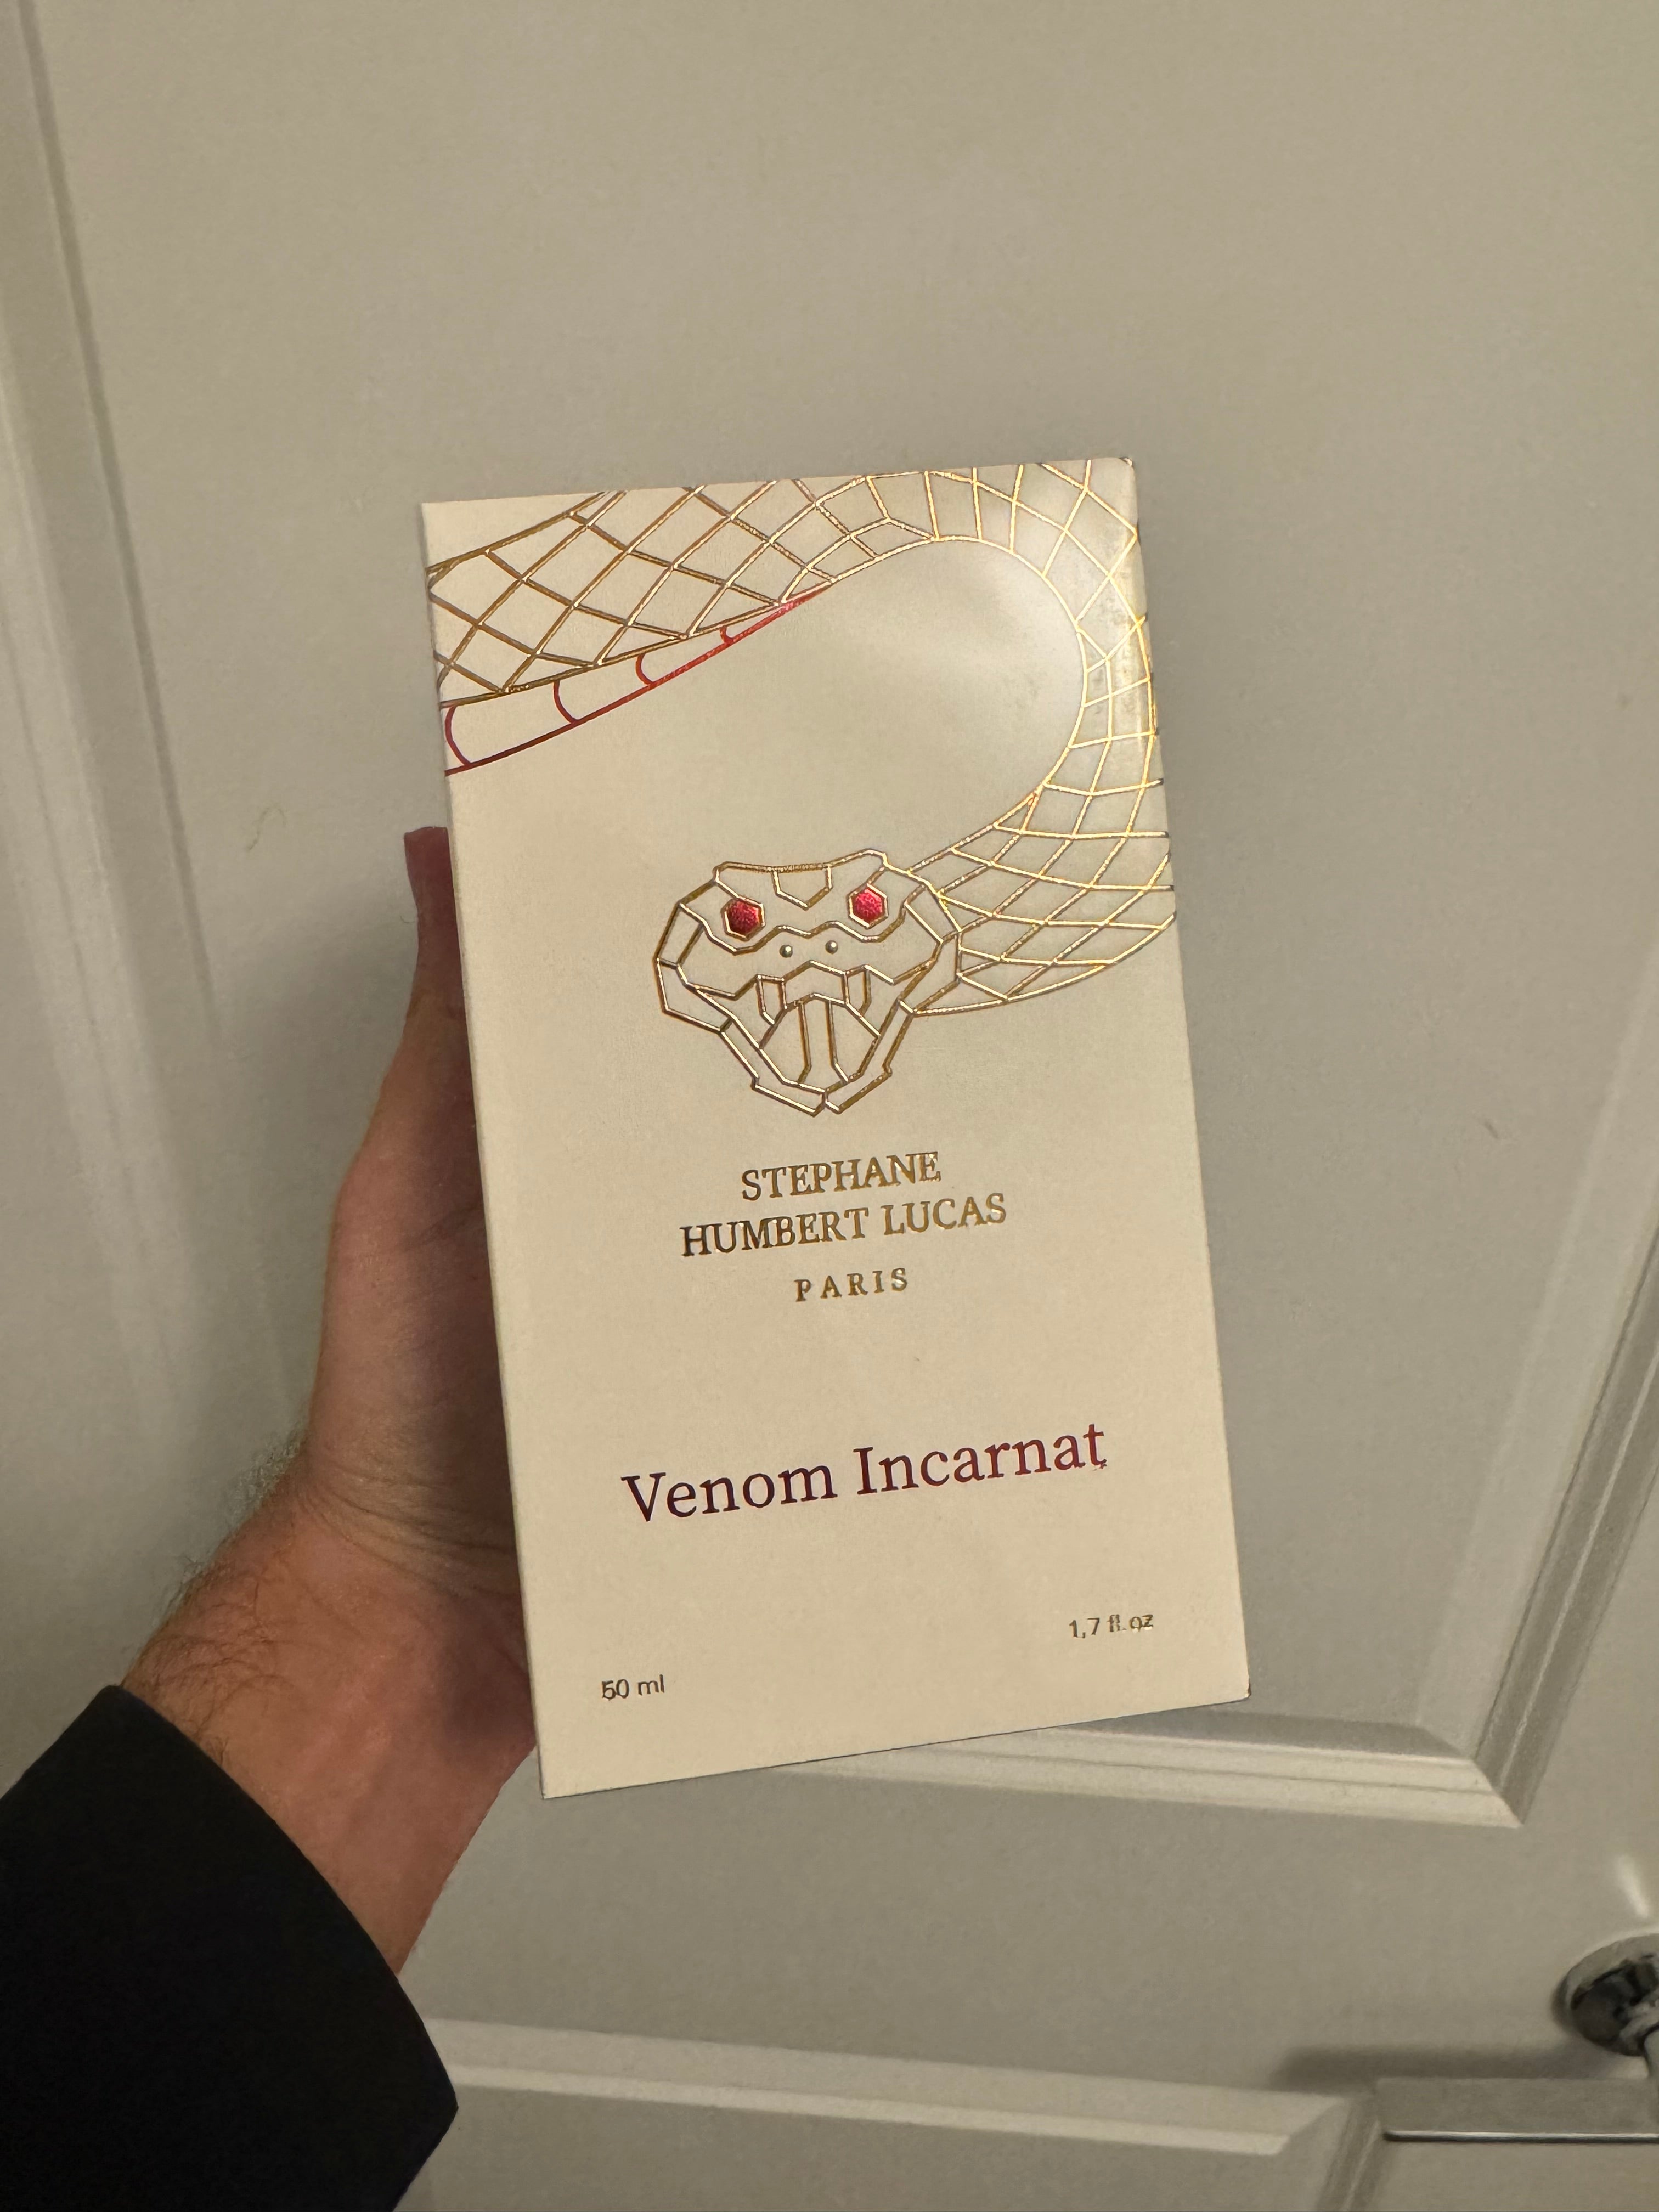 STEPHANE
HUMBERT LUCAS
PARIS
Venom Incarnat
1,7 fl.oz
50 ml